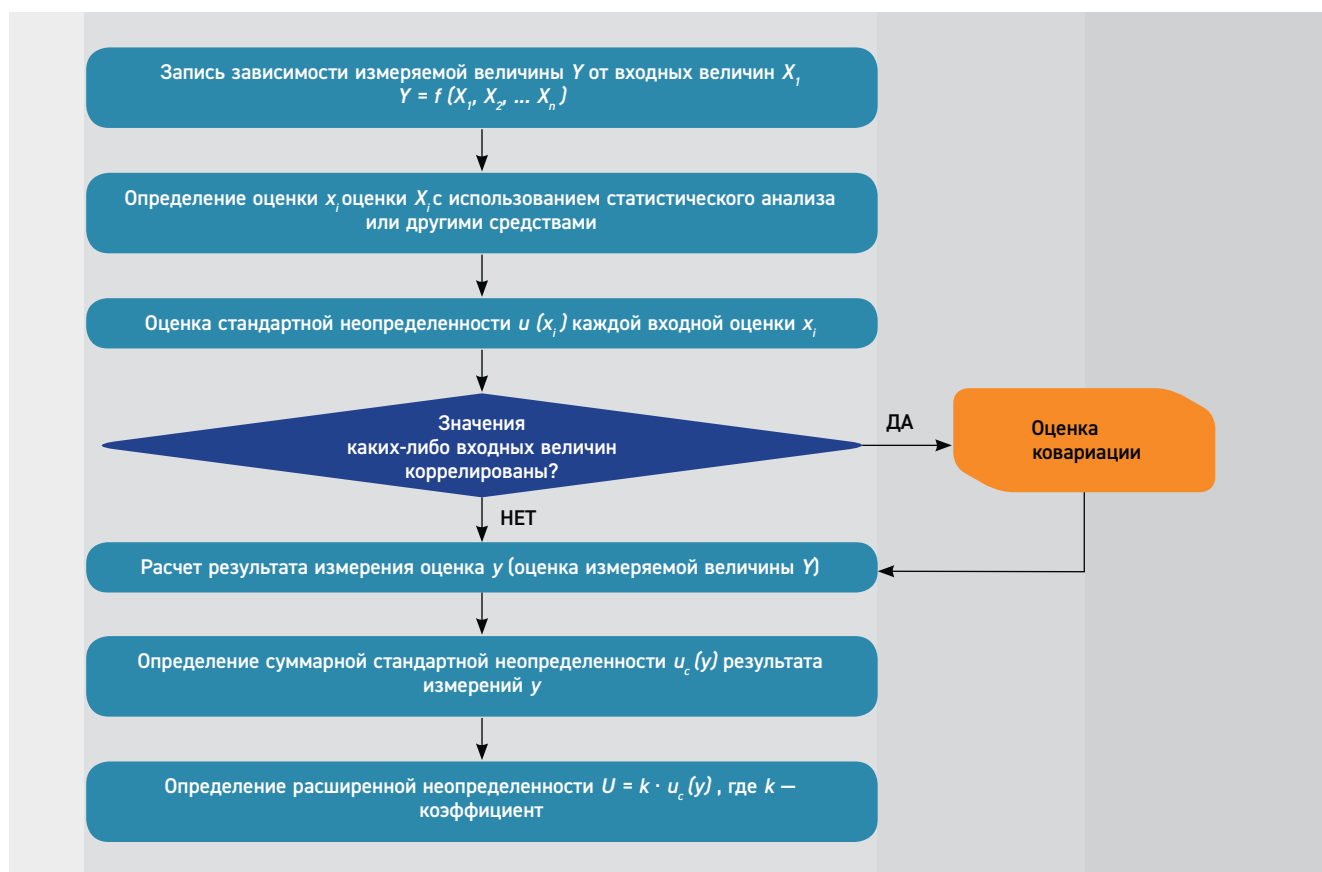 Запись зависимости измеряемой величины Y от входных величин X₁
Y = f (X₁, X₂, ... Xₙ)
Определение оценки xᵢ оценки Xᵢ с использованием статистического анализа
или другими средствами
Оценка стандартной неопределенности u (xᵢ) каждой входной оценки xᵢ
Значения
каких-либо входных величин
коррелированы?
ДА
Оценка
ковариации
НЕТ
Расчет результата измерения оценка y (оценка измеряемой величины Y)
Определение суммарной стандартной неопределенности u_c (y) результата
измерений y
Определение расширенной неопределенности U = k · u_c (y) , где k —
коэффициент